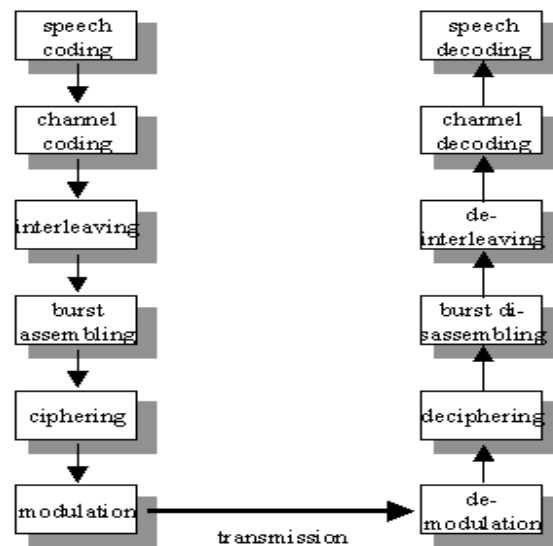 speech
coding
channel
coding
interleaving
burst
assembling
ciphering
modulation
transmission
speech
decoding
channel
decoding
de-
interleaving
burst di-
sassembling
deciphering
de-
modulation